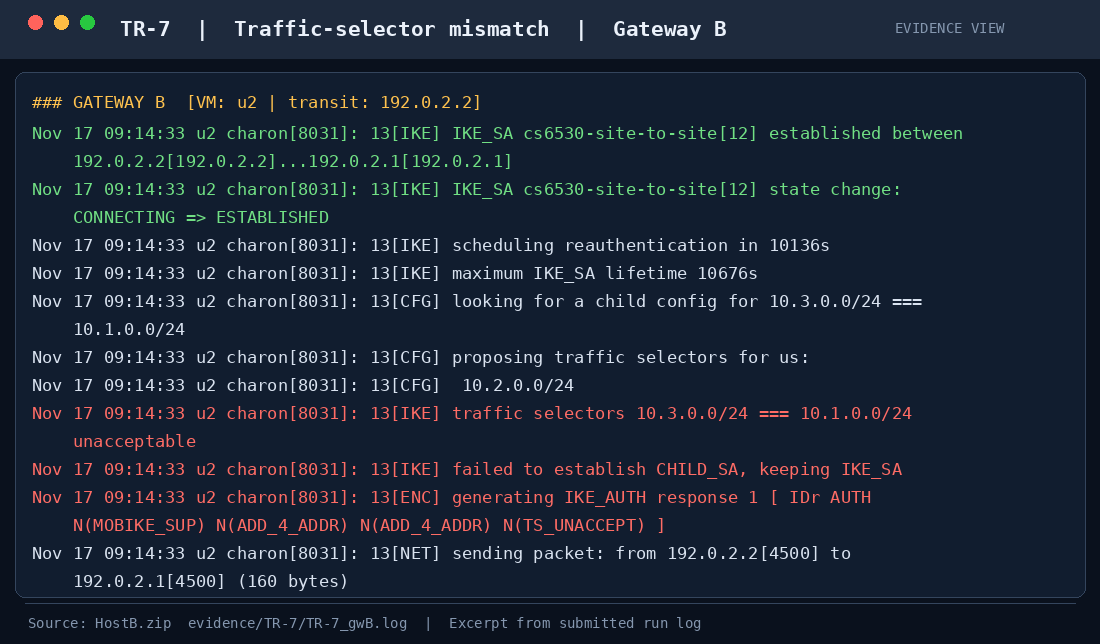 TR-7 | Traffic-selector mismatch | Gateway B
EVIDENCE VIEW
### GATEWAY B [VM: u2 | transit: 192.0.2.2]
Nov 17 09:14:33 u2 charon[8031]: 13[IKE] IKE_SA cs6530-site-to-site[12] established between
192.0.2.2[192.0.2.2]...192.0.2.1[192.0.2.1]
Nov 17 09:14:33 u2 charon[8031]: 13[IKE] IKE_SA cs6530-site-to-site[12] state change:
CONNECTING => ESTABLISHED
Nov 17 09:14:33 u2 charon[8031]: 13[IKE] scheduling reauthentication in 10136s
Nov 17 09:14:33 u2 charon[8031]: 13[IKE] maximum IKE_SA lifetime 10676s
Nov 17 09:14:33 u2 charon[8031]: 13[CFG] looking for a child config for 10.3.0.0/24 ===
10.1.0.0/24
Nov 17 09:14:33 u2 charon[8031]: 13[CFG] proposing traffic selectors for us:
Nov 17 09:14:33 u2 charon[8031]: 13[CFG]  10.2.0.0/24
Nov 17 09:14:33 u2 charon[8031]: 13[IKE] traffic selectors 10.3.0.0/24 === 10.1.0.0/24
unacceptable
Nov 17 09:14:33 u2 charon[8031]: 13[IKE] failed to establish CHILD_SA, keeping IKE_SA
Nov 17 09:14:33 u2 charon[8031]: 13[ENC] generating IKE_AUTH response 1 [ IDr AUTH
N(MOBIKE_SUP) N(ADD_4_ADDR) N(ADD_4_ADDR) N(TS_UNACCEPT) ]
Nov 17 09:14:33 u2 charon[8031]: 13[NET] sending packet: from 192.0.2.2[4500] to
192.0.2.1[4500] (160 bytes)
Source: HostB.zip evidence/TR-7/TR-7_gwB.log | Excerpt from submitted run log